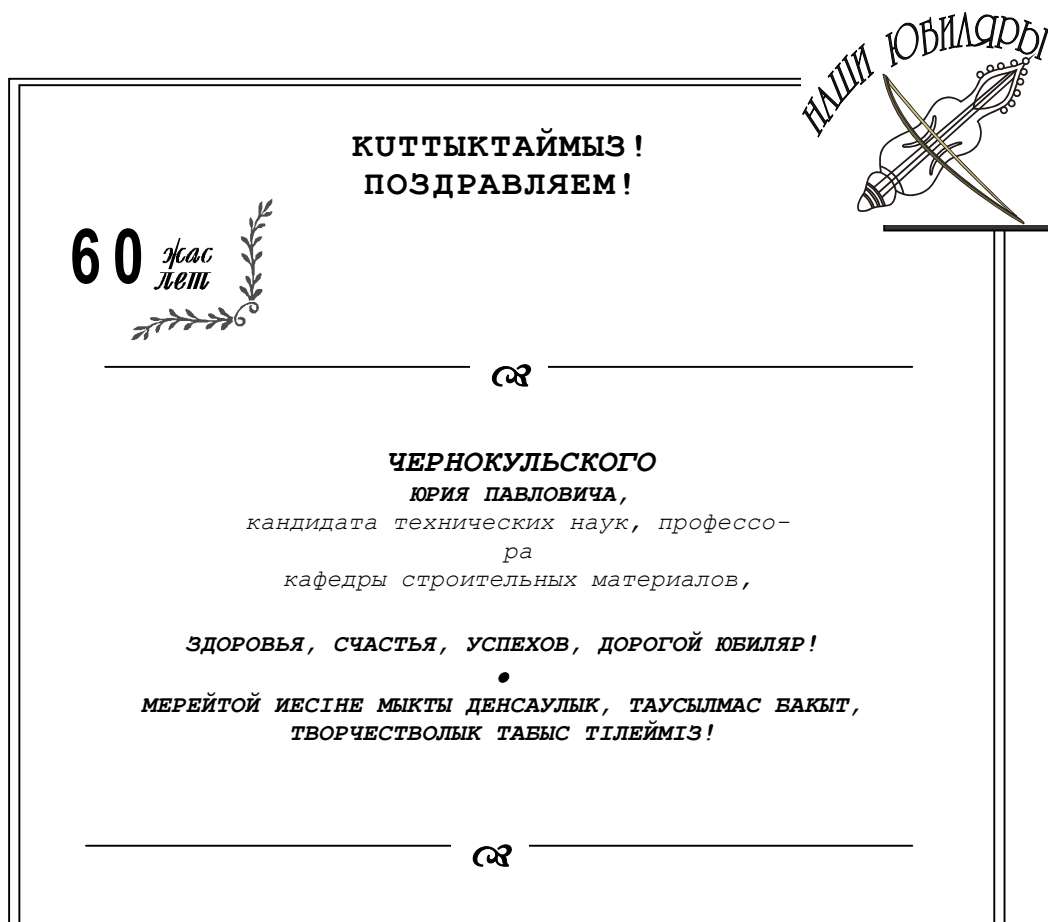 НАШИ ЮБИЛЯРЫ
КUТТЫКТАЙМЫЗ!
ПОЗДРАВЛЯЕМ!
60 жас
лет
ЧЕРНОКУЛЬСКОГО
ЮРИЯ ПАВЛОВИЧА,
кандидата технических наук, профессо-
ра
кафедры строительных материалов,
ЗДОРОВЬЯ, СЧАСТЬЯ, УСПЕХОВ, ДОРОГОЙ ЮБИЛЯР!
МЕРЕЙТОЙ ИЕСІНЕ МЫКТЫ ДЕНСАУЛЫК, ТАУСЫЛМАС БАКЫТ,
ТВОРЧЕСТВОЛЫК ТАБЫС ТІЛЕЙМІЗ!